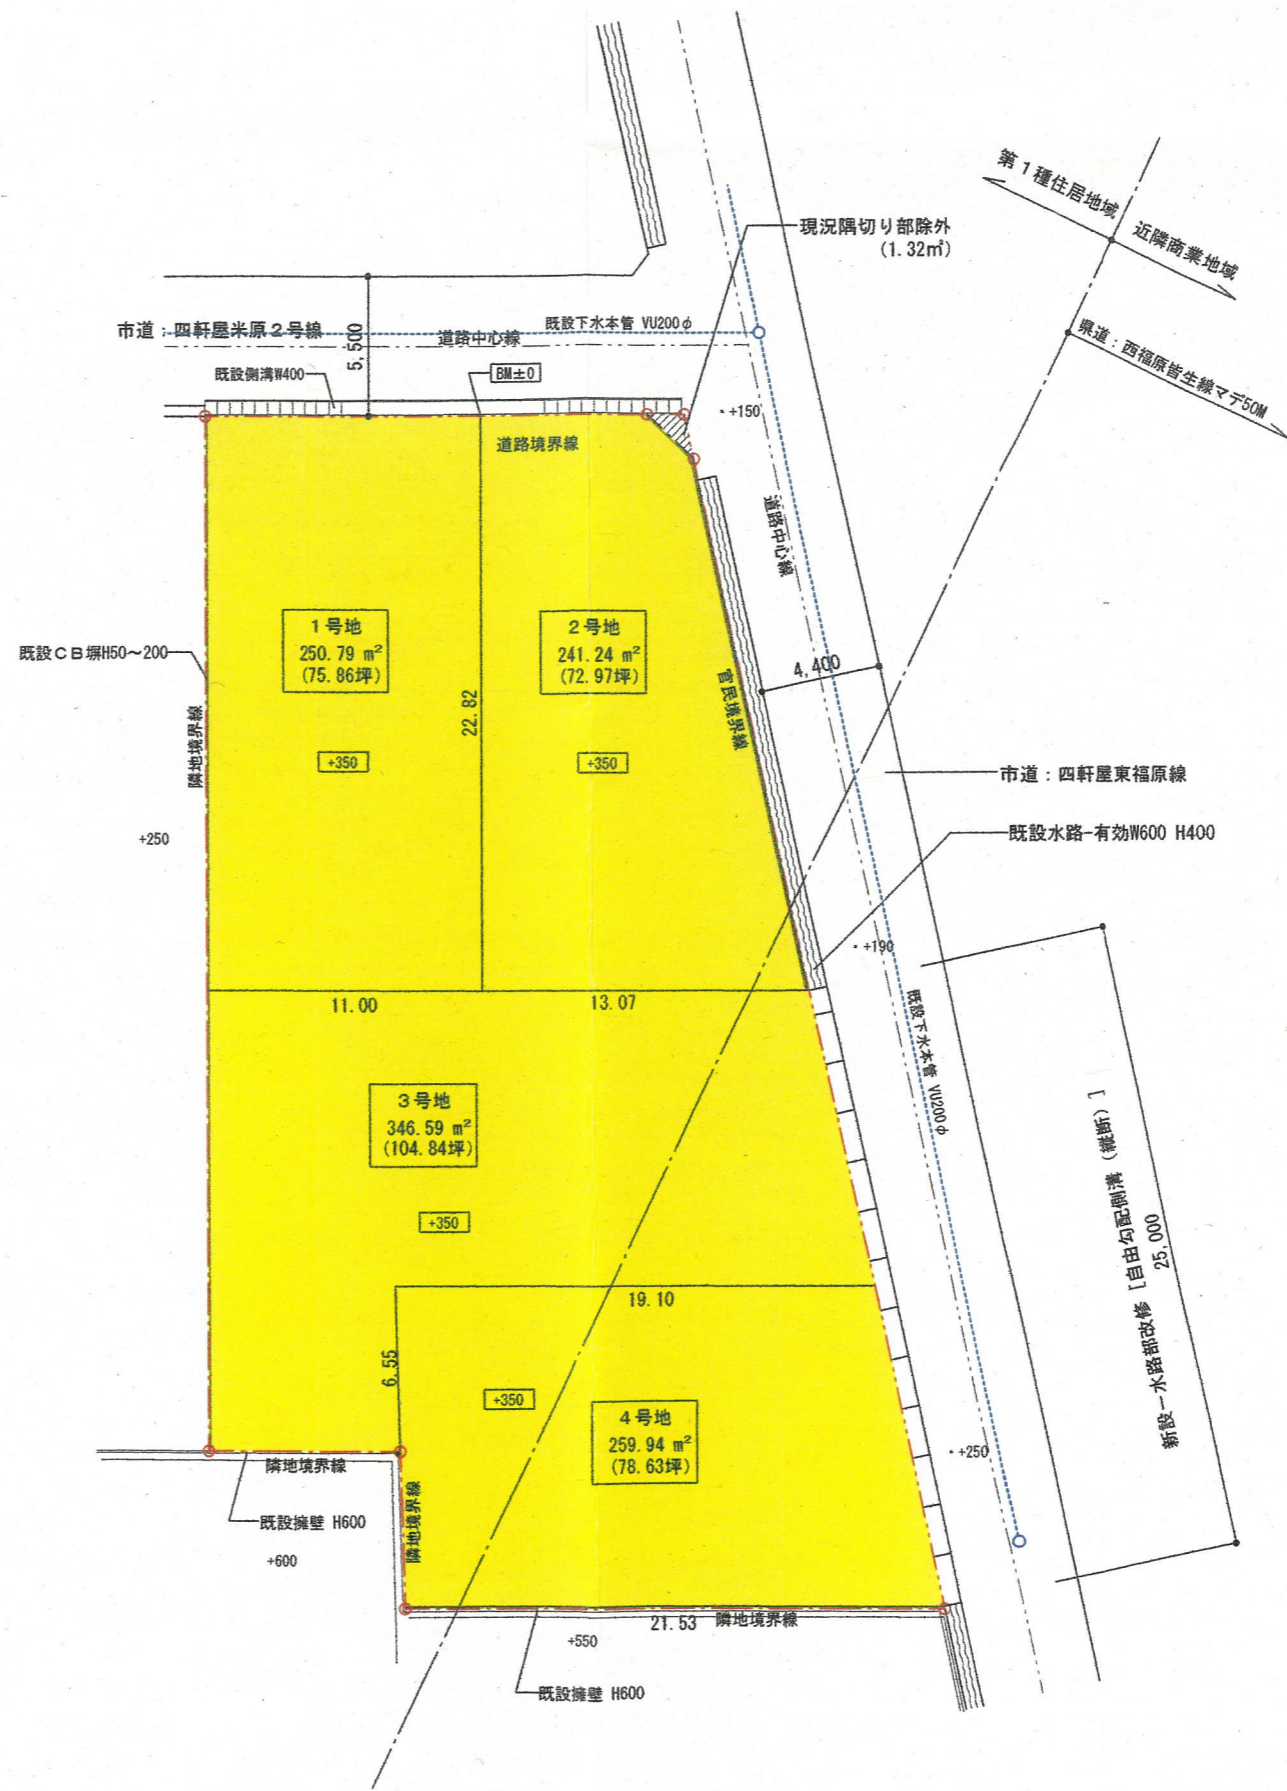 第1種住居地域
近隣商業地域
現況隅切り部除外
(1.32㎡)
県道：西福原皆生線マデ50M
市道：四軒屋米原2号線
5,500
道路中心線
既設下水本管 VU200φ
既設側溝W400
BM±0
+150
道路境界線
道路中心線
1号地
250.79 m²
(75.86坪)
2号地
241.24 m²
(72.97坪)
既設CB塀H50～200
隣地境界線
22.82
官民境界線
4,400
+350
+350
市道：四軒屋東福原線
+250
既設水路-有効W600 H400
+190
11.00
13.07
既設下水本管 VU200φ
3号地
346.59 m²
(104.84坪)
+350
新設－水路部改修 [自由勾配側溝（縦断）]
25,000
19.10
6.55
+350
4号地
259.94 m²
(78.63坪)
+250
隣地境界線
既設擁壁 H600
隣地境界線
+600
21.53
隣地境界線
+550
既設擁壁 H600